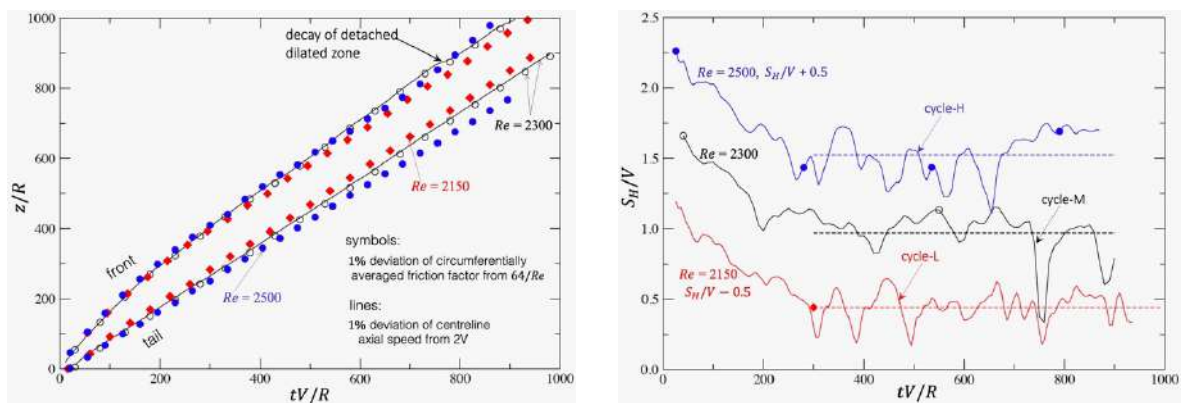 1000
800
600
400
200
0
z/R
0
200
400
600
800
1000
tV/R
decay of detached
dilated zone
Re = 2300
Re = 2150
Re = 2500
front
tail
symbols:
1% deviation of circumferentially
averaged friction factor from 64/Re
lines:
1% deviation of centreline
axial speed from 2V
2.5
2.0
1.5
1.0
0.5
0.0
S_H/V
0
200
400
600
800
1000
tV/R
Re = 2500, S_H/V + 0.5
cycle-H
Re = 2300
cycle-M
Re = 2150
S_H/V − 0.5
cycle-L